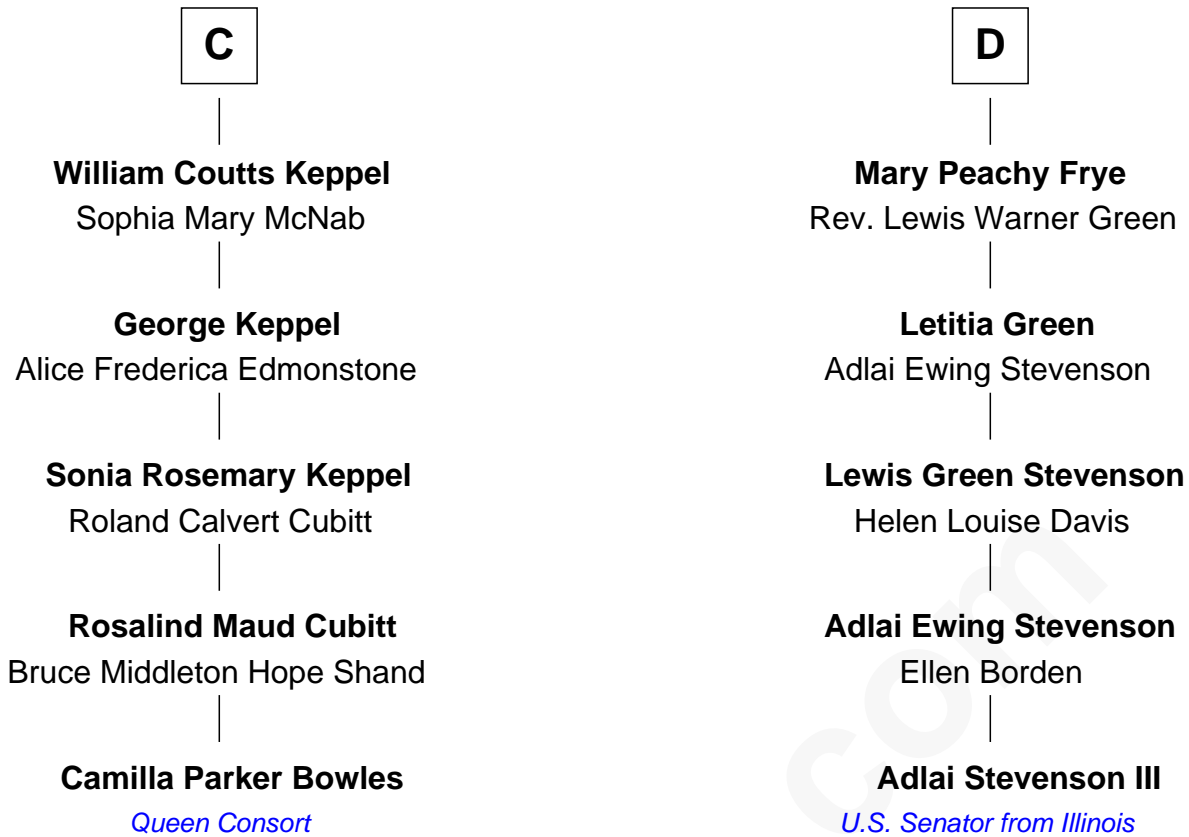 C
William Coutts Keppel
Sophia Mary McNab
George Keppel
Alice Frederica Edmonstone
Sonia Rosemary Keppel
Roland Calvert Cubitt
Rosalind Maud Cubitt
Bruce Middleton Hope Shand
Camilla Parker Bowles
Queen Consort
D
Mary Peachy Frye
Rev. Lewis Warner Green
Letitia Green
Adlai Ewing Stevenson
Lewis Green Stevenson
Helen Louise Davis
Adlai Ewing Stevenson
Ellen Borden
Adlai Stevenson III
U.S. Senator from Illinois
com